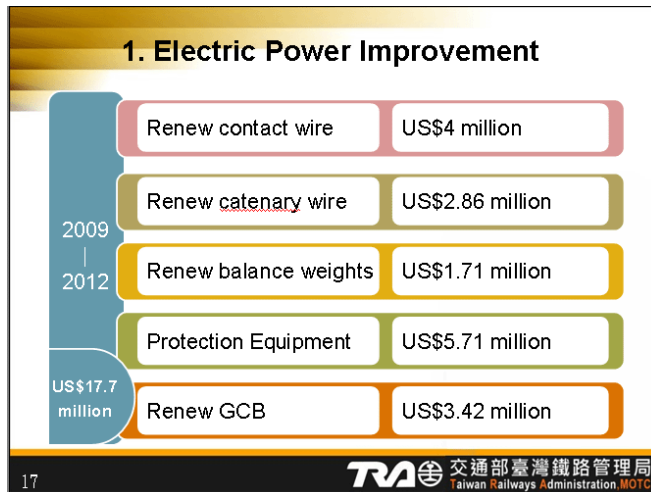 1. Electric Power Improvement
2009
|
2012
US$17.7
million
Renew contact wire
US$4 million
Renew catenary wire
US$2.86 million
Renew balance weights
US$1.71 million
Protection Equipment
US$5.71 million
Renew GCB
US$3.42 million
17
TRA
交通部臺灣鐵路管理局
Taiwan Railways Administration,MOTC